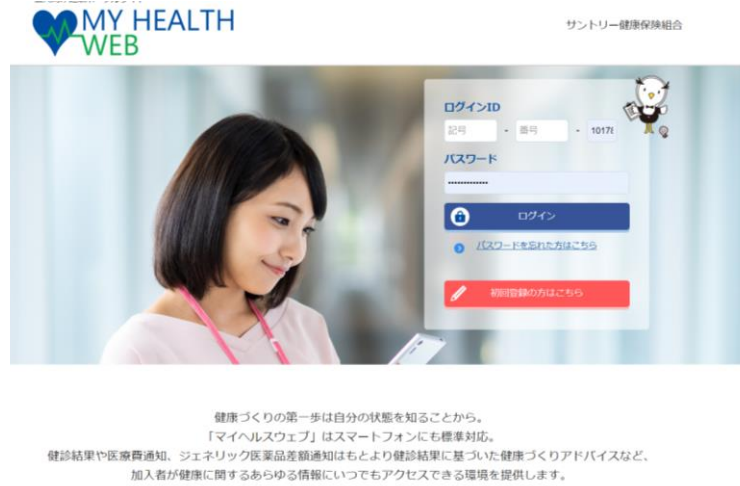 MY HEALTH
WEB
サントリー健康保険組合
ログインID
記号 - 番号 - 10178
パスワード
ログイン
パスワードを忘れた方はこちら
初回登録の方はこちら
健康づくりの第一歩は自分の状態を知ることから。
「マイヘルスウェブ」はスマートフォンにも標準対応。
健診結果や医療費通知、ジェネリック医薬品差額通知はもとより健診結果に基づいた健康づくりアドバイスなど、
加入者が健康に関するあらゆる情報にいつでもアクセスできる環境を提供します。